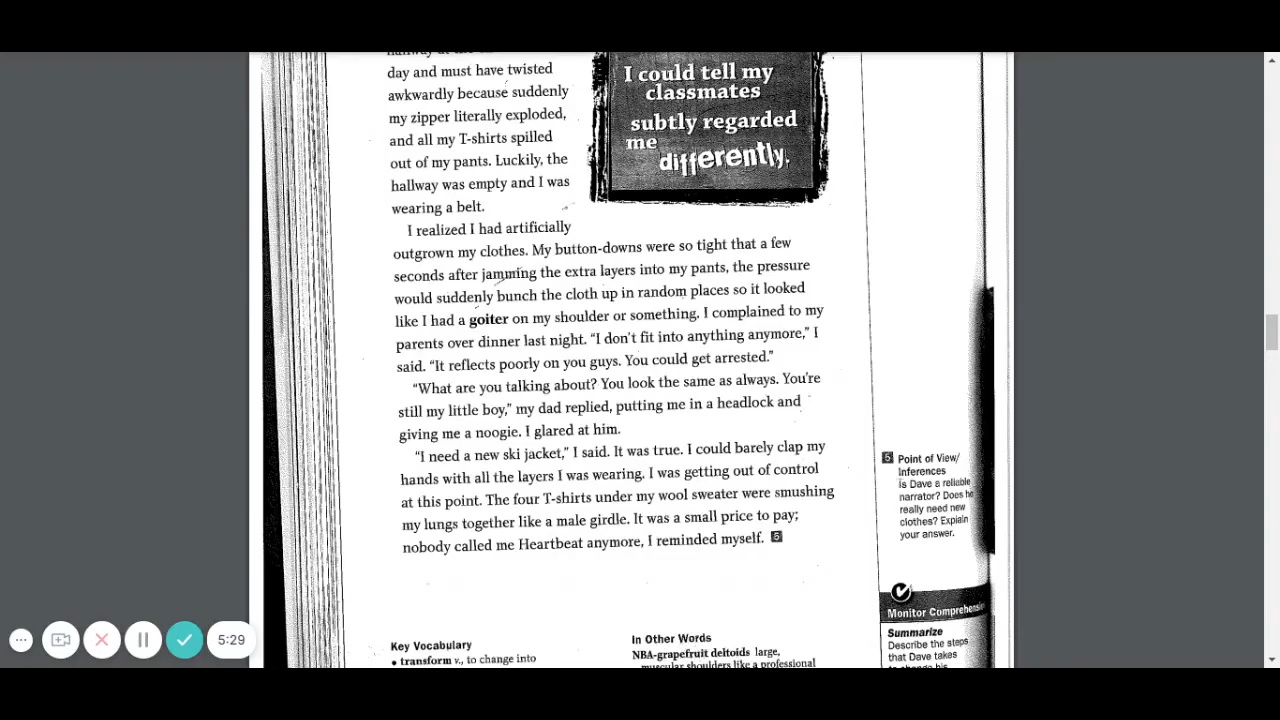 day and must have twisted
awkwardly because suddenly
my zipper literally exploded,
and all my T-shirts spilled
out of my pants. Luckily, the
hallway was empty and I was
wearing a belt.
I could tell my
classmates
subtly regarded
me
differently.
I realized I had artificially
outgrown my clothes. My button-downs were so tight that a few
seconds after jamming the extra layers into my pants, the pressure
would suddenly bunch the cloth up in random places so it looked
like I had a goiter on my shoulder or something. I complained to my
parents over dinner last night. “I don't fit into anything anymore,” I
said. “It reflects poorly on you guys. You could get arrested.”
“What are you talking about? You look the same as always. You're
still my little boy,” my dad replied, putting me in a headlock and
giving me a noogie. I glared at him.
“I need a new ski jacket,” I said. It was true. I could barely clap my
hands with all the layers I was wearing. I was getting out of control
at this point. The four T-shirts under my wool sweater were smushing
my lungs together like a male girdle. It was a small price to pay;
nobody called me Heartbeat anymore, I reminded myself. 5
5 Point of View/
Inferences
Is Dave a reliable
narrator? Does he
really need new
clothes? Explain
your answer.
Monitor Comprehension
Summarize
Describe the steps
that Dave takes
Key Vocabulary
• transform v., to change into
In Other Words
NBA-grapefruit deltoids large,
muscular shoulders like a professional
5:29